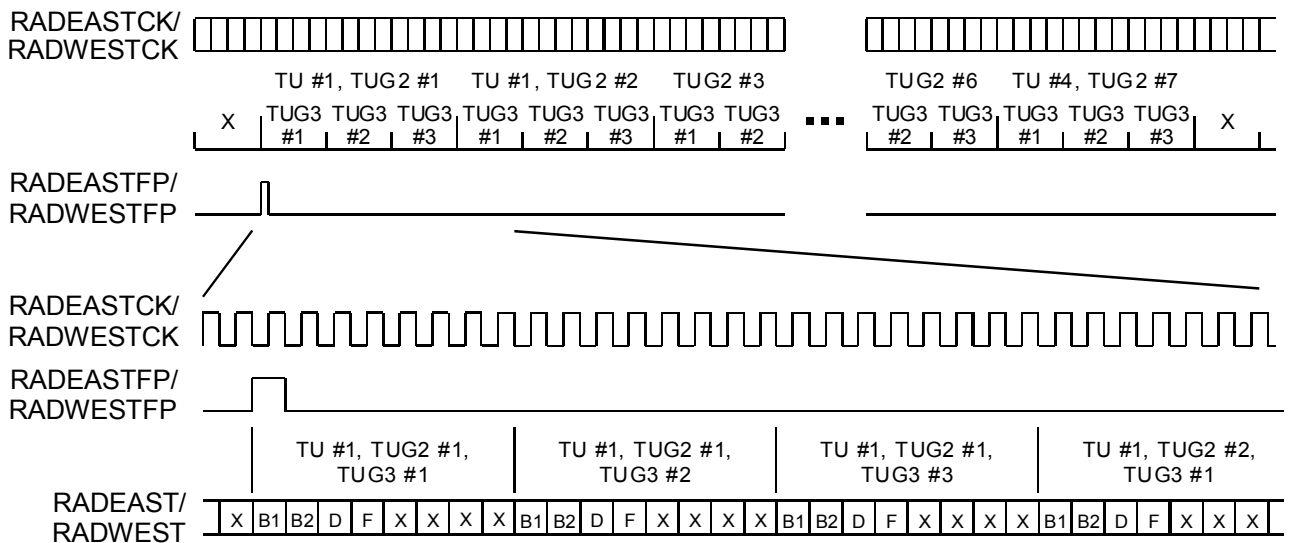 RADEASTCK/
RADWESTCK
TU #1, TUG2 #1 TU #1, TUG2 #2 TUG2 #3 TUG2 #6 TU #4, TUG2 #7
X TUG3 #1 TUG3 #2 TUG3 #3 TUG3 #1 TUG3 #2 TUG3 #3 TUG3 #1 TUG3 #2 TUG3 #2 TUG3 #3 TUG3 #1 TUG3 #2 TUG3 #3 X
RADEASTFP/
RADWESTFP
RADEASTCK/
RADWESTCK
RADEASTFP/
RADWESTFP
TU #1, TUG2 #1, TU #1, TUG2 #1, TU #1, TUG2 #1, TU #1, TUG2 #2,
TUG3 #1 TUG3 #2 TUG3 #3 TUG3 #1
RADEAST/
RADWEST
X B1 B2 D F X X X X B1 B2 D F X X X X B1 B2 D F X X X X B1 B2 D F X X X